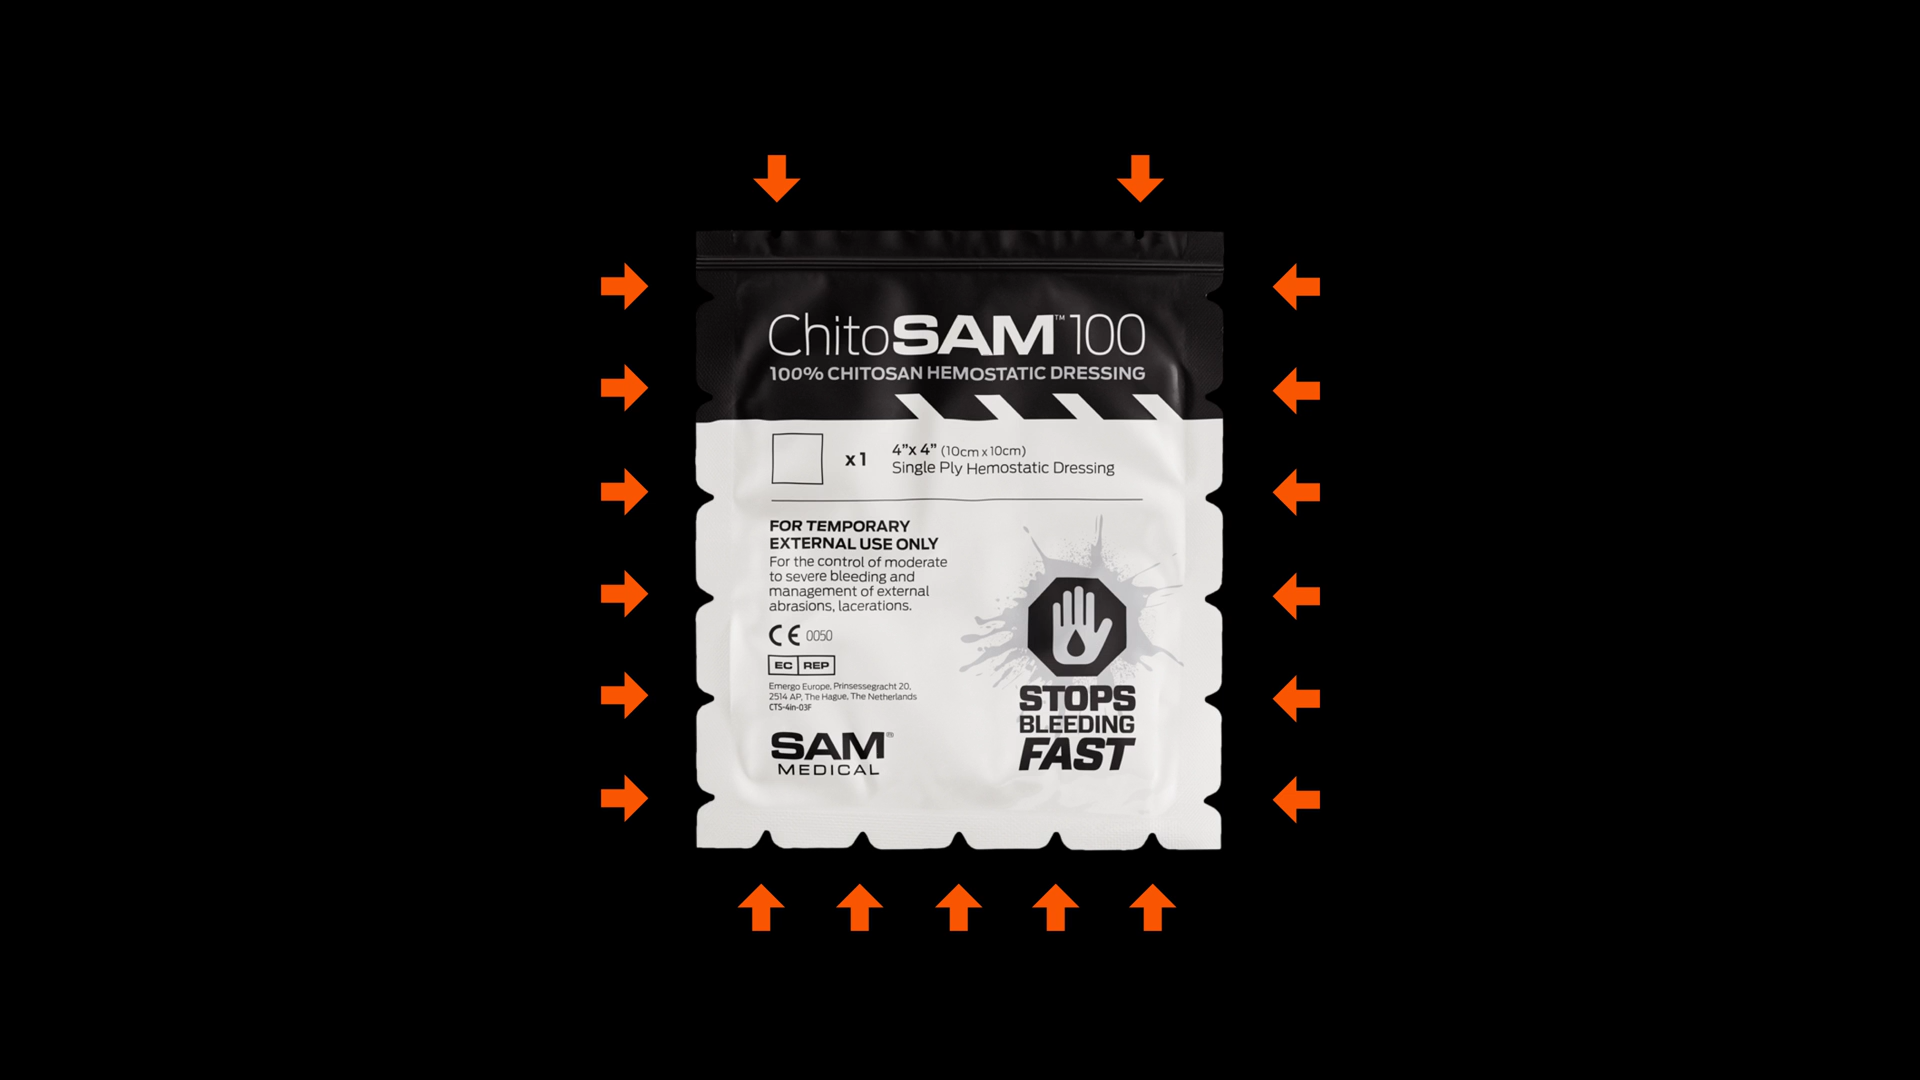 ChitoSAM™ 100
100% CHITOSAN HEMOSTATIC DRESSING
x 1
4”x 4” (10cm x 10cm)
Single Ply Hemostatic Dressing
FOR TEMPORARY
EXTERNAL USE ONLY
For the control of moderate
to severe bleeding and
management of external
abrasions, lacerations.
CE 0050
EC REP
Emergo Europe, Prinsessegracht 20,
2514 AP, The Hague, The Netherlands
CTS-4in-03F
SAM®
MEDICAL
STOPS
BLEEDING
FAST